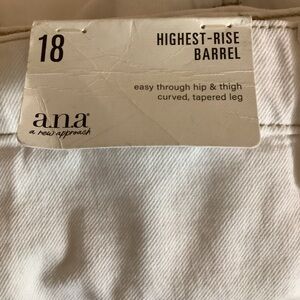 18
HIGHEST-RISE
BARREL
easy through hip & thigh
curved, tapered leg
a.n.a
a new approach